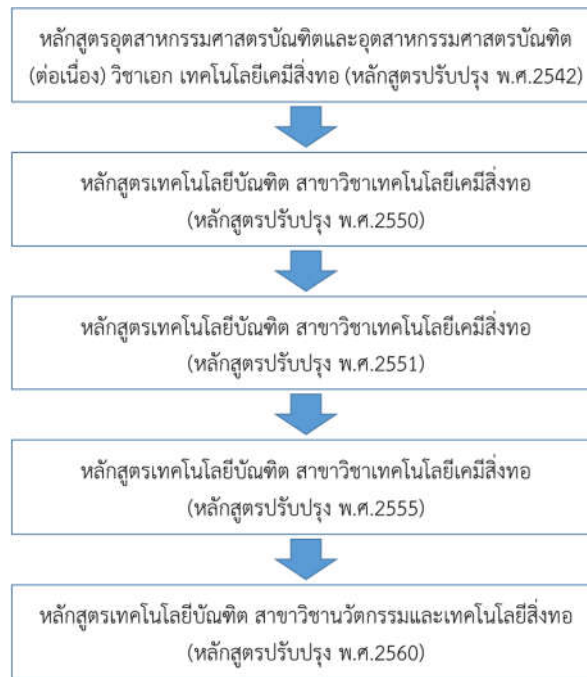 หลักสูตรอุตสาหกรรมศาสตรบัณฑิตและอุตสาหกรรมศาสตรบัณฑิต
(ต่อเนื่อง) วิชาเอก เทคโนโลยีเคมีสิ่งทอ (หลักสูตรปรับปรุง พ.ศ.2542)
หลักสูตรเทคโนโลยีบัณฑิต สาขาวิชาเทคโนโลยีเคมีสิ่งทอ
(หลักสูตรปรับปรุง พ.ศ.2550)
หลักสูตรเทคโนโลยีบัณฑิต สาขาวิชาเทคโนโลยีเคมีสิ่งทอ
(หลักสูตรปรับปรุง พ.ศ.2551)
หลักสูตรเทคโนโลยีบัณฑิต สาขาวิชาเทคโนโลยีเคมีสิ่งทอ
(หลักสูตรปรับปรุง พ.ศ.2555)
หลักสูตรเทคโนโลยีบัณฑิต สาขาวิชานวัตกรรมและเทคโนโลยีสิ่งทอ
(หลักสูตรปรับปรุง พ.ศ.2560)